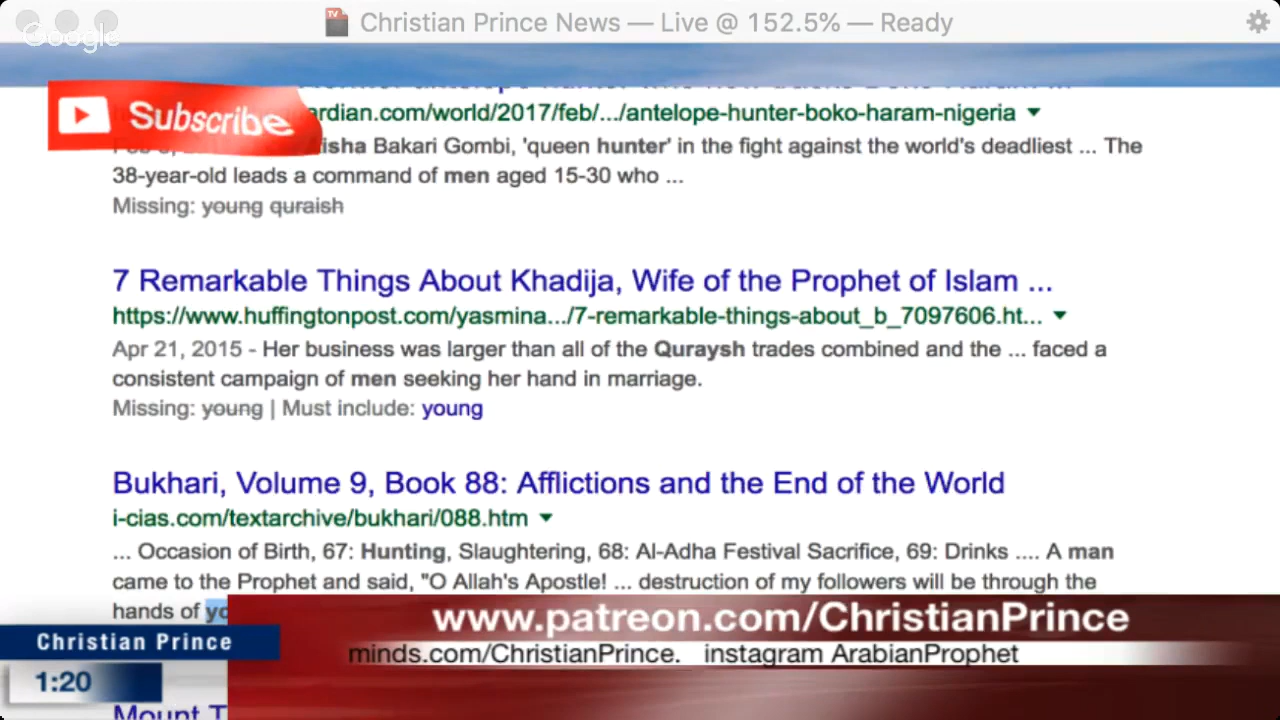 Christian Prince News — Live @ 152.5% — Ready
Google
Subscribe
rdian.com/world/2017/feb/.../antelope-hunter-boko-haram-nigeria
isha Bakari Gombi, 'queen hunter' in the fight against the world's deadliest ... The
38-year-old leads a command of men aged 15-30 who ...
Missing: young quraish
7 Remarkable Things About Khadija, Wife of the Prophet of Islam ...
https://www.huffingtonpost.com/yasmina.../7-remarkable-things-about_b_7097606.ht...
Apr 21, 2015 - Her business was larger than all of the Quraysh trades combined and the ... faced a
consistent campaign of men seeking her hand in marriage.
Missing: young | Must include: young
Bukhari, Volume 9, Book 88: Afflictions and the End of the World
i-cias.com/textarchive/bukhari/088.htm
... Occasion of Birth, 67: Hunting, Slaughtering, 68: Al-Adha Festival Sacrifice, 69: Drinks .... A man
came to the Prophet and said, "O Allah's Apostle! ... destruction of my followers will be through the
hands of yo
www.patreon.com/ChristianPrince
Christian Prince
minds.com/ChristianPrince. instagram ArabianProphet
1:20
Mount T